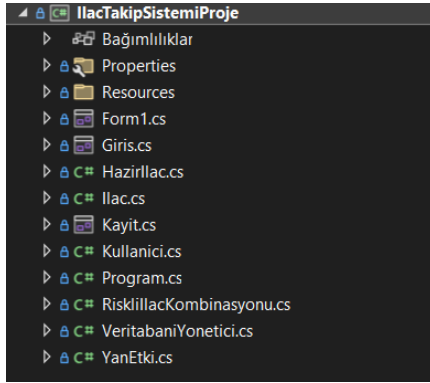 IlacTakipSistemiProje
Bağımlılıklar
Properties
Resources
Form1.cs
Giris.cs
HazirIlac.cs
Ilac.cs
Kayit.cs
Kullanici.cs
Program.cs
RiskliIlacKombinasyonu.cs
VeritabaniYonetici.cs
YanEtki.cs